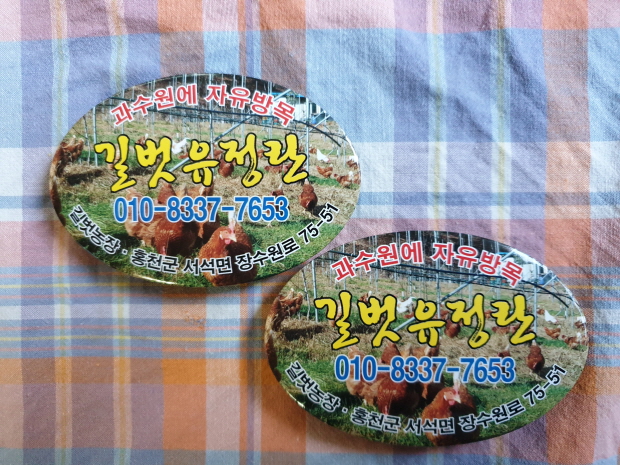 과수원에 자유방목
길벗유정란
010-8337-7653
길벗농장 · 홍천군 서석면 장수원로 75-51
과수원에 자유방목
길벗유정란
010-8337-7653
길벗농장 · 홍천군 서석면 장수원로 75-51